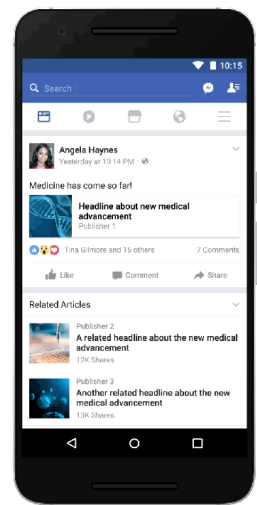 10:15
Search
Angela Haynes
Yesterday at 10:14 PM ·
Medicine has come so far!
Headline about new medical
advancement
Publisher 1
Tina Gilmore and 16 others 7 Comments
Like Comment Share
Related Articles
Publisher 2
A related headline about the new medical
advancement
12K Shares
Publisher 3
Another related headline about the new
medical advancement
13K Shares